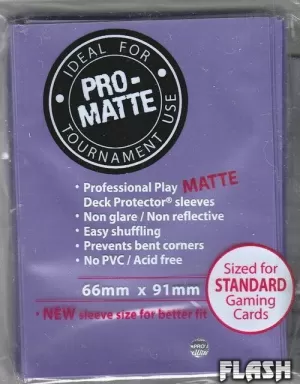 IDEAL FOR
PRO-
MATTE
TOURNAMENT USE
• Professional Play MATTE
Deck Protector® sleeves
• Non glare / Non reflective
• Easy shuffling
• Prevents bent corners
• No PVC / Acid free
66mm x 91mm
• NEW sleeve size for better fit
Sized for
STANDARD
Gaming
Cards
FLASH